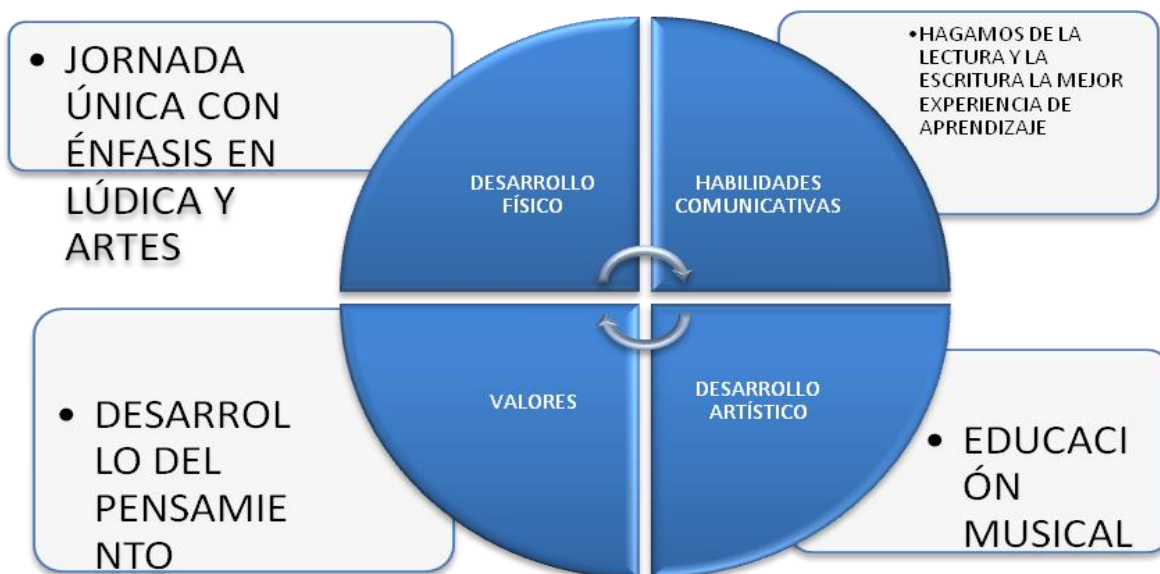 • JORNADA
ÚNICA CON
ÉNFASIS EN
LÚDICA Y
ARTES
•HAGAMOS DE LA
LECTURA Y LA
ESCRITURA LA MEJOR
EXPERIENCIA DE
APRENDIZAJE
DESARROLLO
FÍSICO
HABILIDADES
COMUNICATIVAS
VALORES
DESARROLLO
ARTÍSTICO
• DESARROL
LO DEL
PENSAMIE
NTO
• EDUCACI
ÓN
MUSICAL